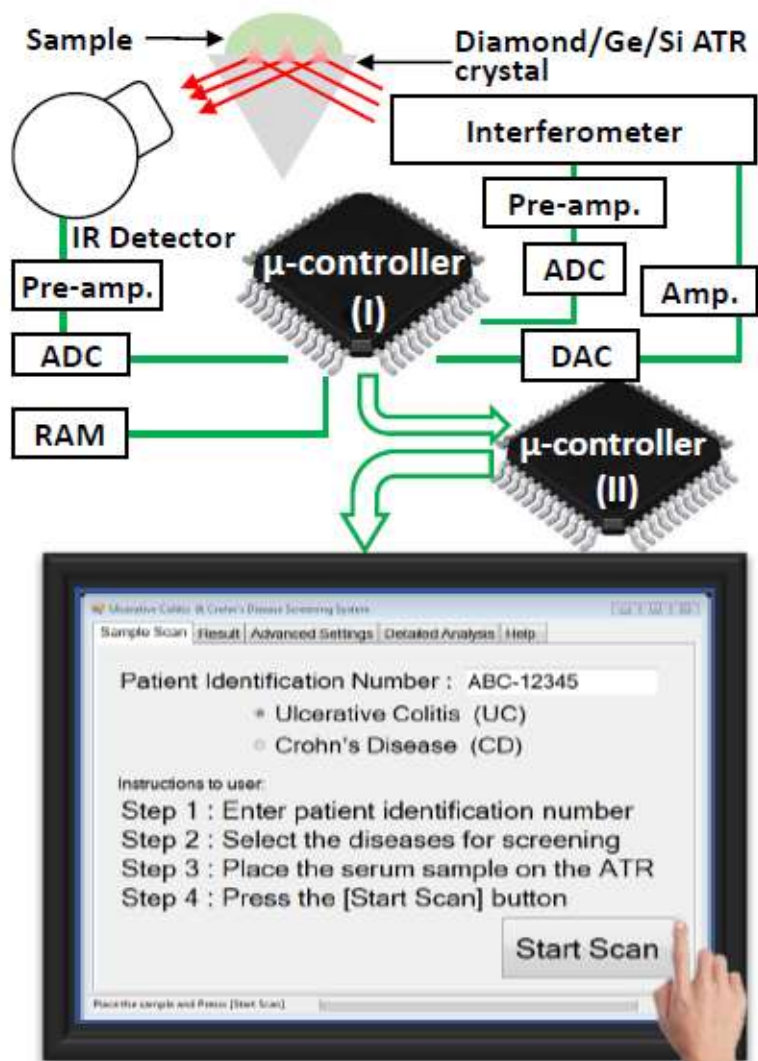 Sample
Diamond/Ge/Si ATR
crystal
Interferometer
Pre-amp.
IR Detector
μ-controller
(I)
ADC
Pre-amp.
Amp.
ADC
DAC
RAM
μ-controller
(II)
Ulcerative Colitis & Crohn's Disease Screening System
Sample Scan Result Advanced Settings Detailed Analysis Help
Patient Identification Number : ABC-12345
Ulcerative Colitis (UC)
Crohn's Disease (CD)
Instructions to user:
Step 1 : Enter patient identification number
Step 2 : Select the diseases for screening
Step 3 : Place the serum sample on the ATR
Step 4 : Press the [Start Scan] button
Start Scan
Place the sample and Press [Start Scan]